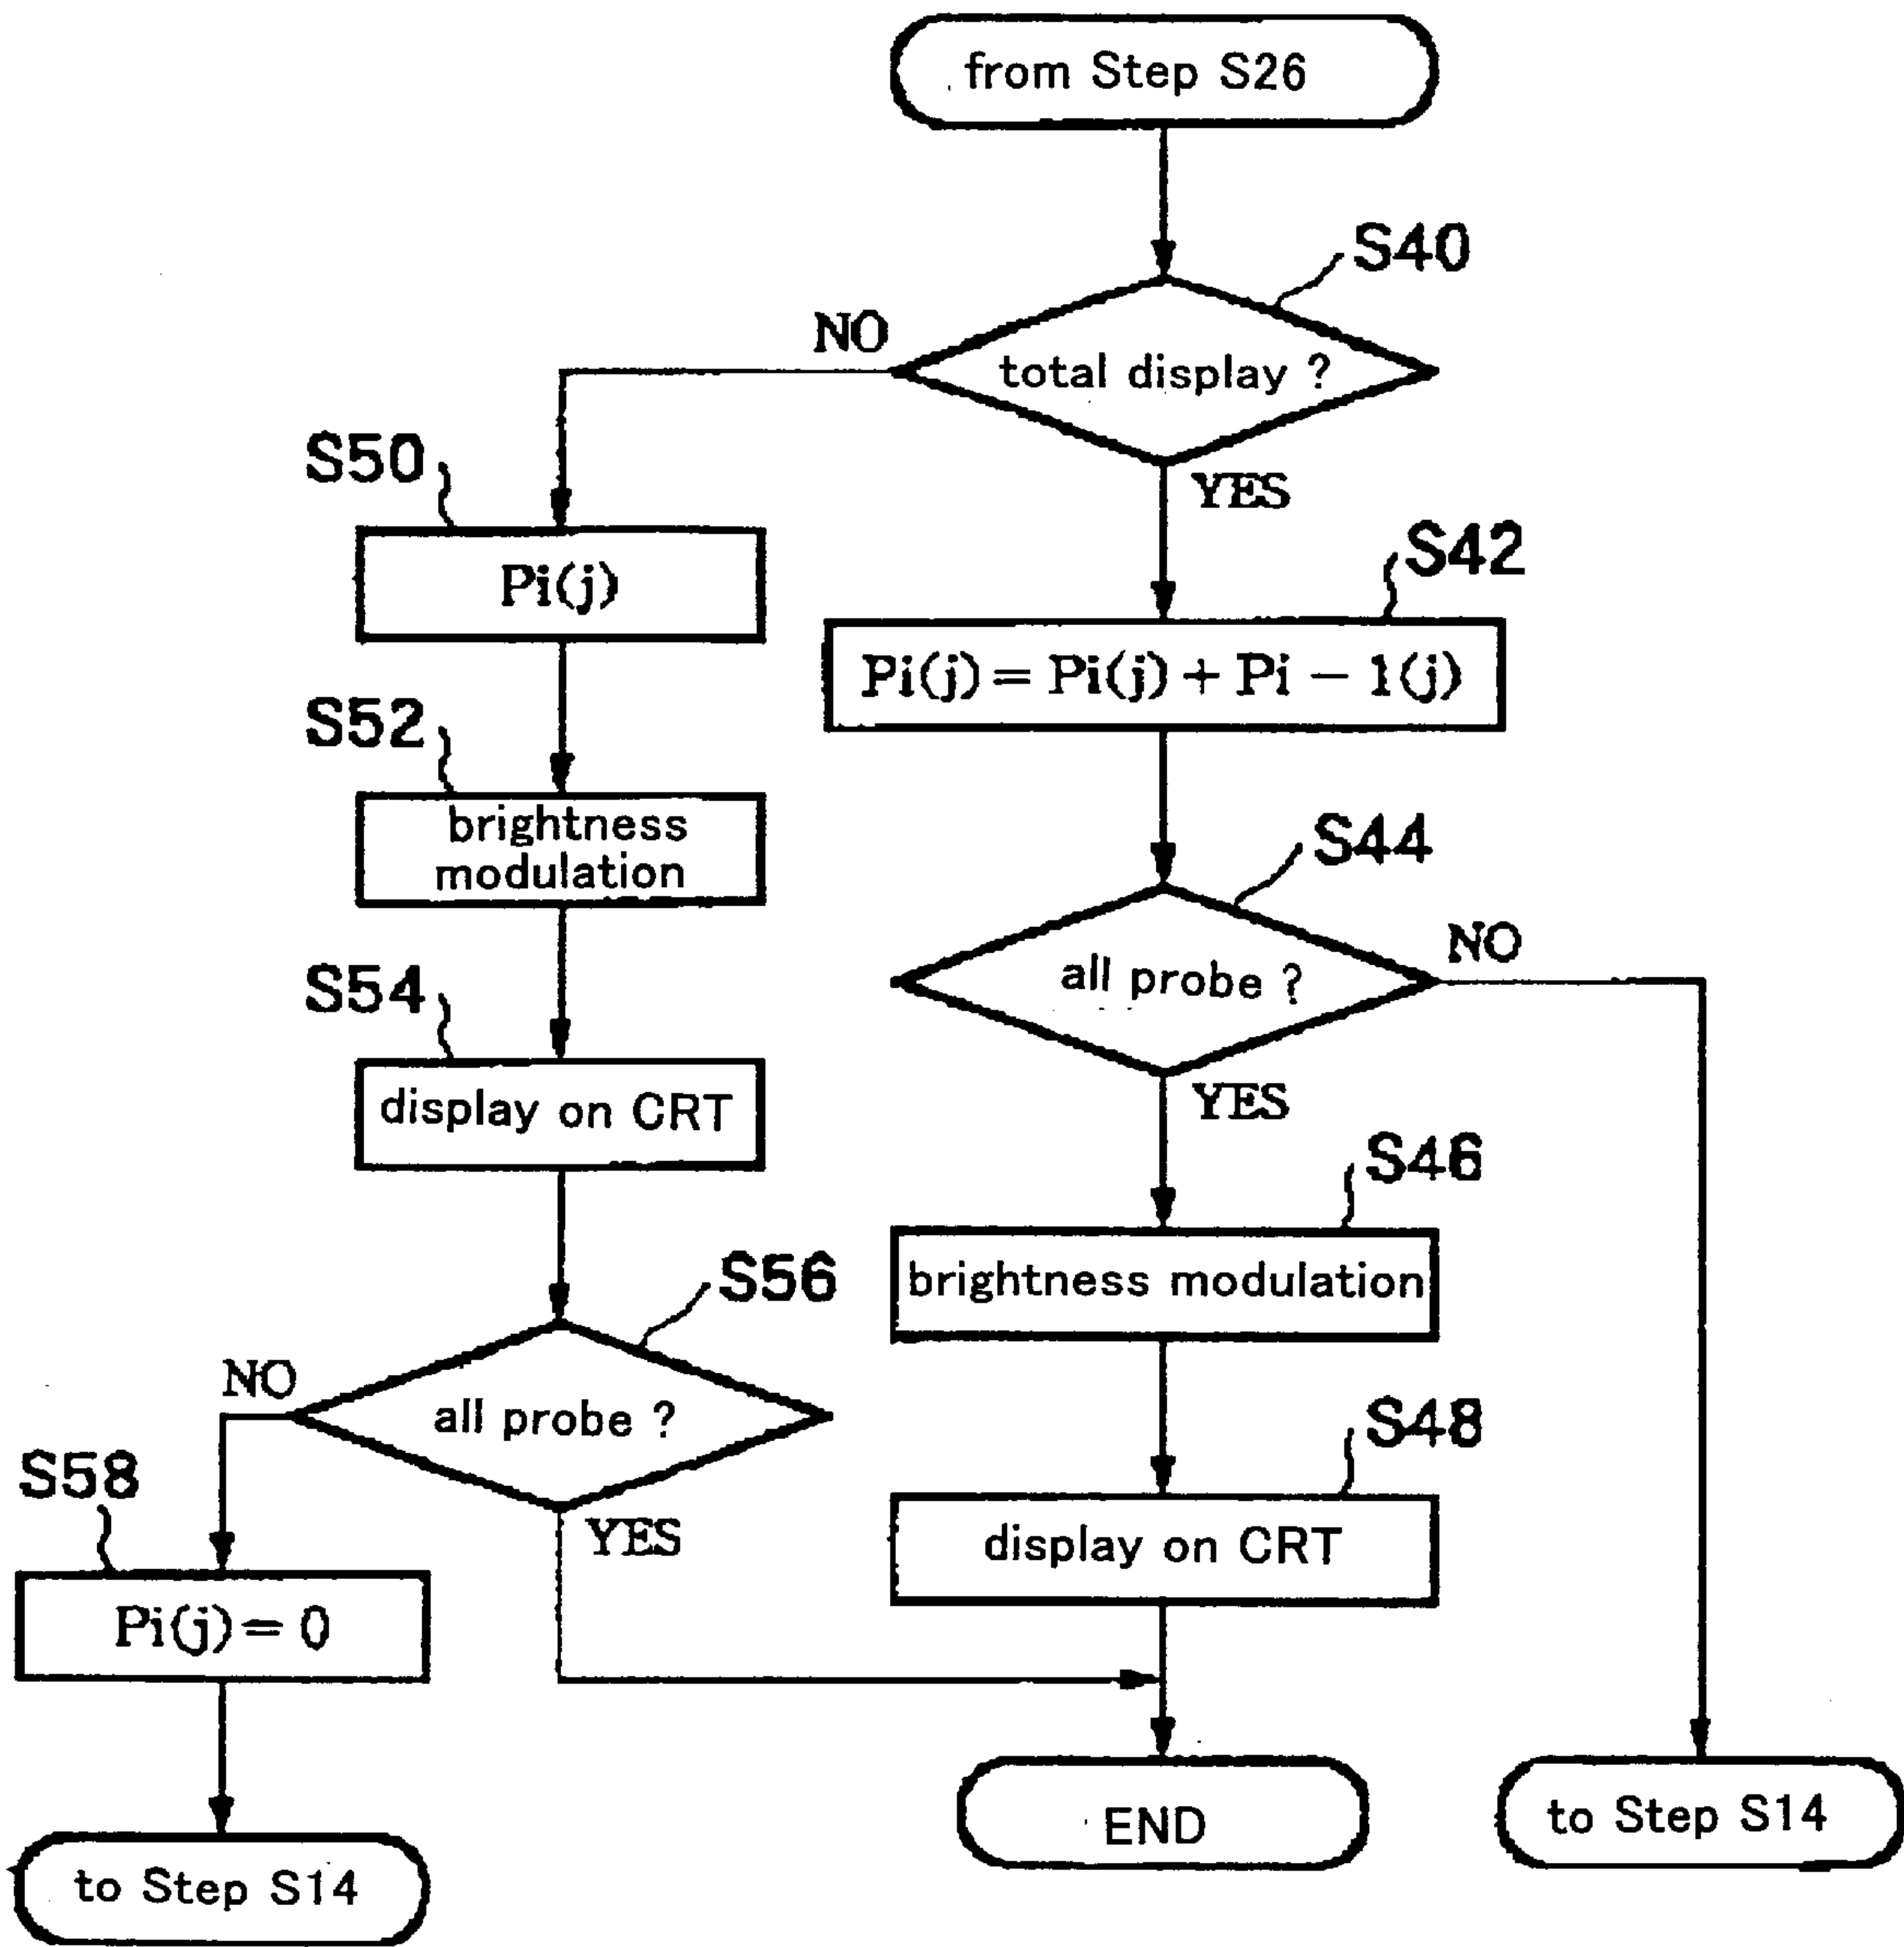 from Step S26
S40
NO
total display ?
YES
S50
Pi(j)
S42
Pi(j) = Pi(j) + Pi − 1(j)
S52
brightness
modulation
S44
all probe ?
NO
YES
S54
display on CRT
S46
brightness modulation
S56
all probe ?
NO
YES
S48
display on CRT
S58
Pi(j) = 0
END
to Step S14
to Step S14